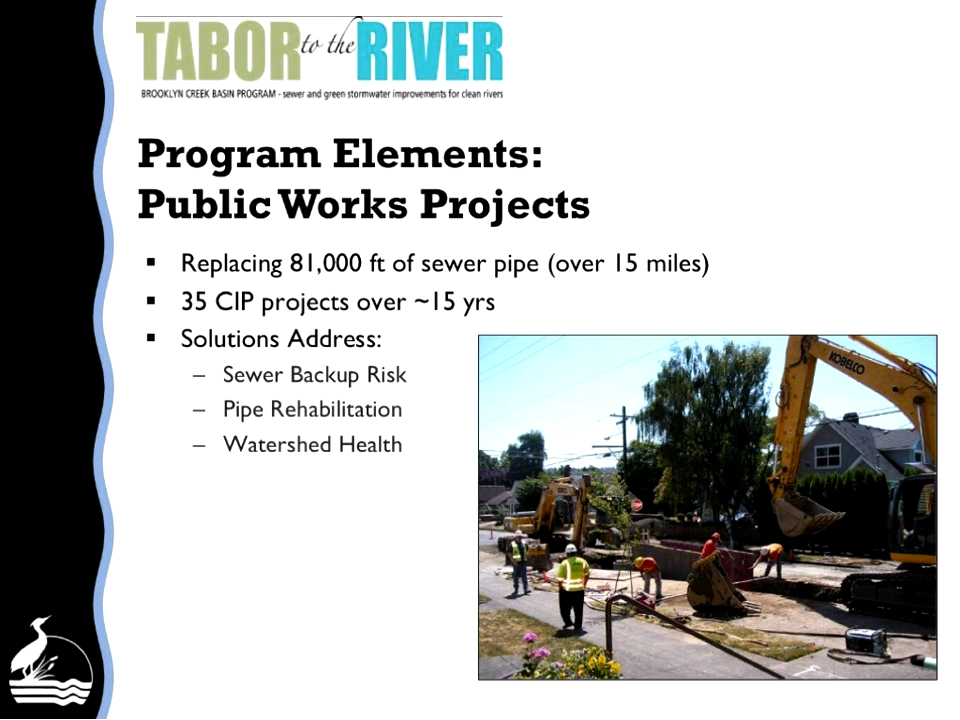 TABOR to the RIVER
BROOKLYN CREEK BASIN PROGRAM - sewer and green stormwater improvements for clean rivers
Program Elements:
Public Works Projects
▪ Replacing 81,000 ft of sewer pipe (over 15 miles)
▪ 35 CIP projects over ~15 yrs
▪ Solutions Address:
– Sewer Backup Risk
– Pipe Rehabilitation
– Watershed Health
KOBELCO
STOP